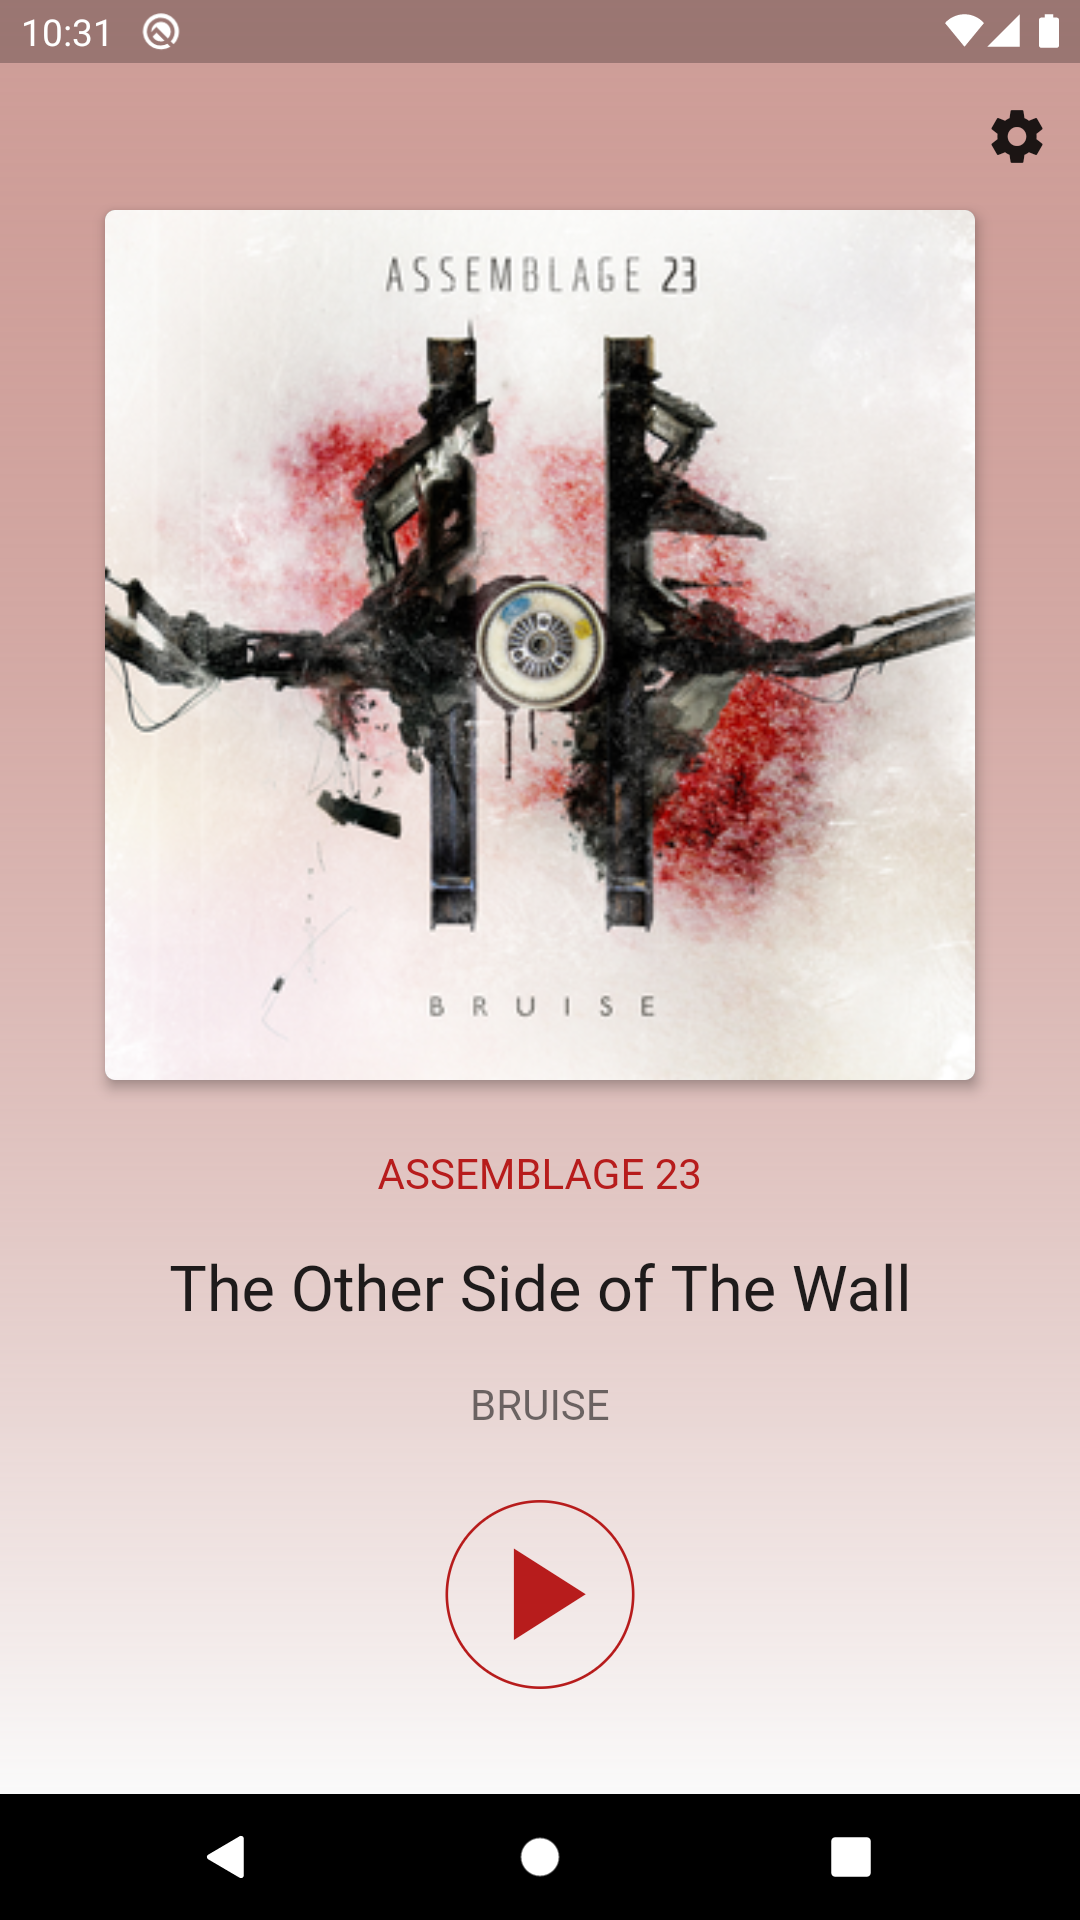 10:31
ASSEMBLAGE 23
BRUISE
ASSEMBLAGE 23
The Other Side of The Wall
BRUISE